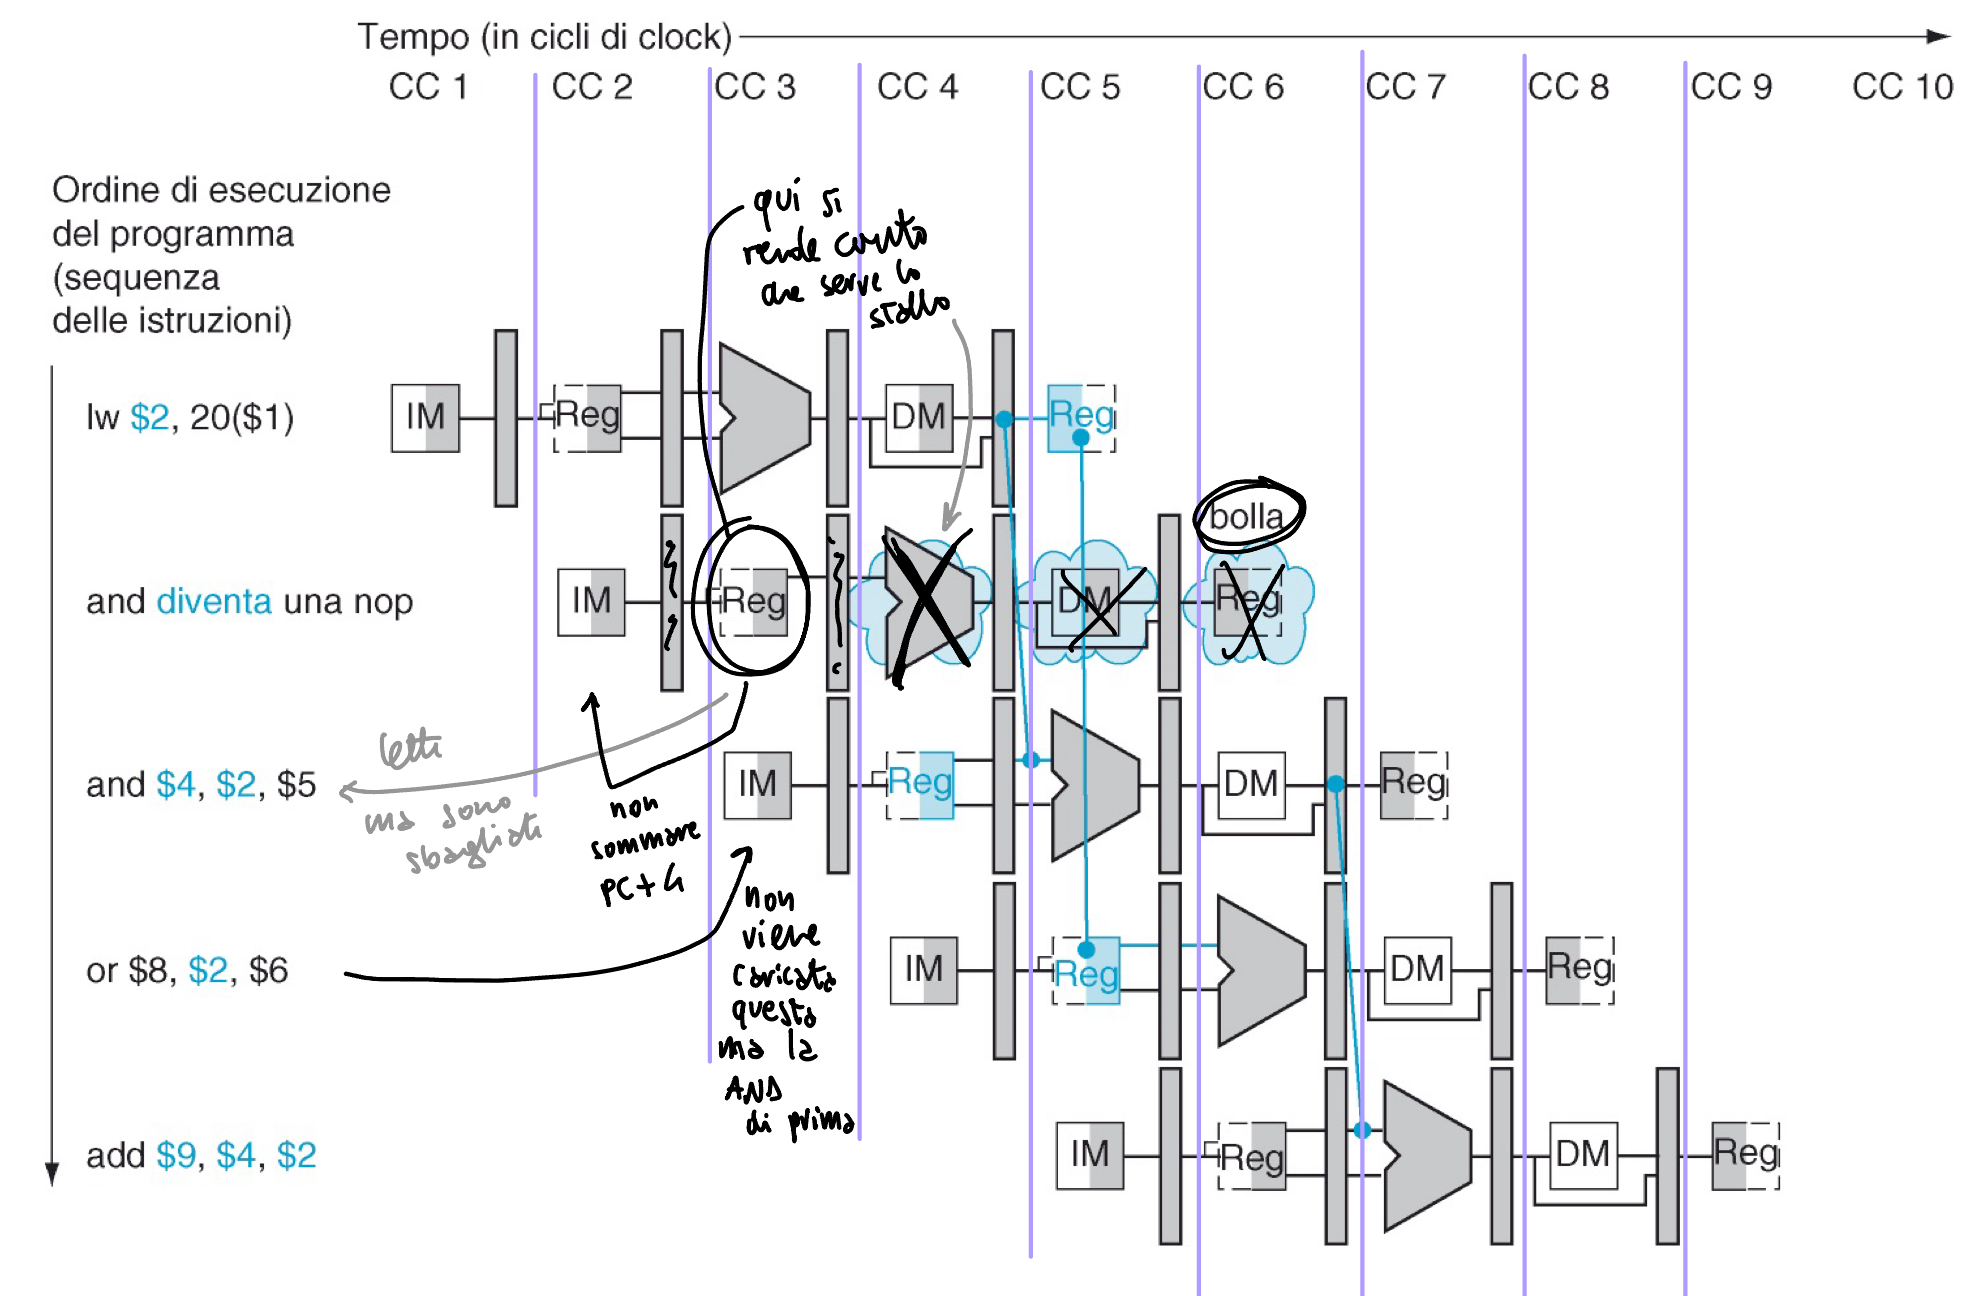 Tempo (in cicli di clock)
CC 1 CC 2 CC 3 CC 4 CC 5 CC 6 CC 7 CC 8 CC 9 CC 10
Ordine di esecuzione
del programma
(sequenza
delle istruzioni)
qui si
rende conto
che serve lo
stallo
lw $2, 20($1)
IM Reg DM Reg
bolla
and diventa una nop
IM Reg DM Reg
letti
ma sono
sbagliati
and $4, $2, $5
IM Reg DM Reg
non
sommare
PC+4
non
viene
caricata
questa
ma la
AND
di prima
or $8, $2, $6
IM Reg DM Reg
add $9, $4, $2
IM Reg DM Reg